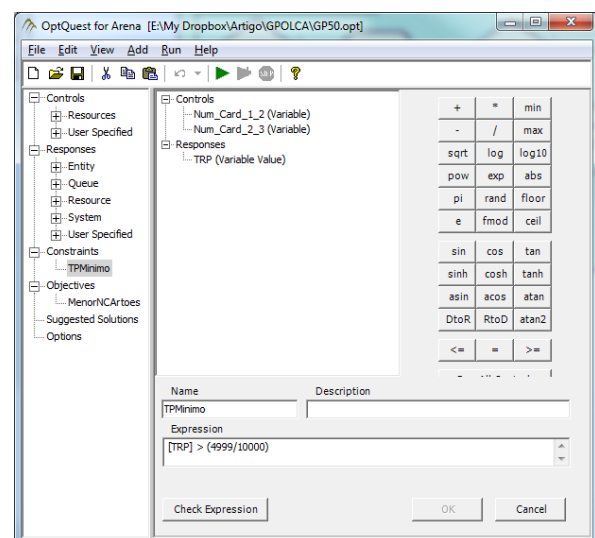 OptQuest for Arena [E:\My Dropbox\Artigo\GPOLCA\GP50.opt]
File Edit View Add Run Help
Controls
Resources
User Specified
Responses
Entity
Queue
Resource
System
User Specified
Constraints
TPMinimo
Objectives
MenorNCArtoes
Suggested Solutions
Options
Controls
Num_Card_1_2 (Variable)
Num_Card_2_3 (Variable)
Responses
TRP (Variable Value)
+ * min
- / max
sqrt log log10
pow exp abs
pi rand floor
e fmod ceil
sin cos tan
sinh cosh tanh
asin acos atan
DtoR RtoD atan2
<= = >=
Name Description
TPMinimo
Expression
[TRP] > (4999/10000)
Check Expression OK Cancel